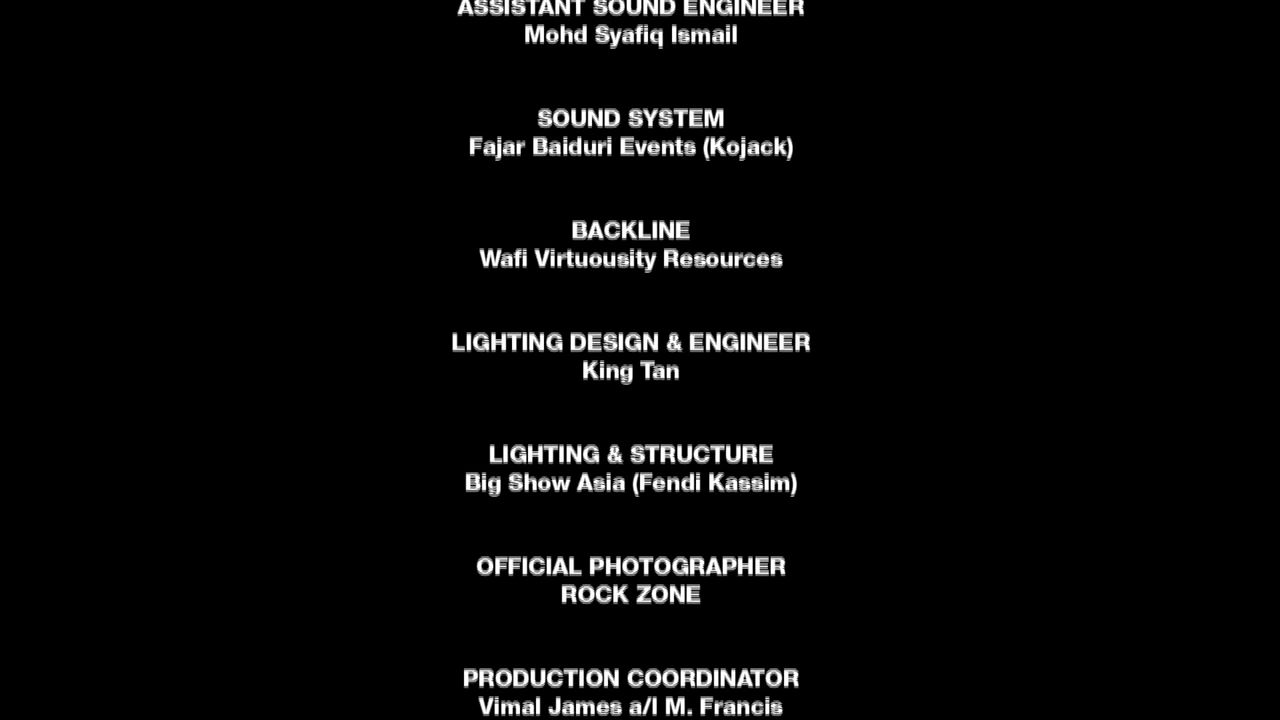 ASSISTANT SOUND ENGINEER
Mohd Syafiq Ismail
SOUND SYSTEM
Fajar Baiduri Events (Kojack)
BACKLINE
Wafi Virtuousity Resources
LIGHTING DESIGN & ENGINEER
King Tan
LIGHTING & STRUCTURE
Big Show Asia (Fendi Kassim)
OFFICIAL PHOTOGRAPHER
ROCK ZONE
PRODUCTION COORDINATOR
Vimal James a/l M. Francis